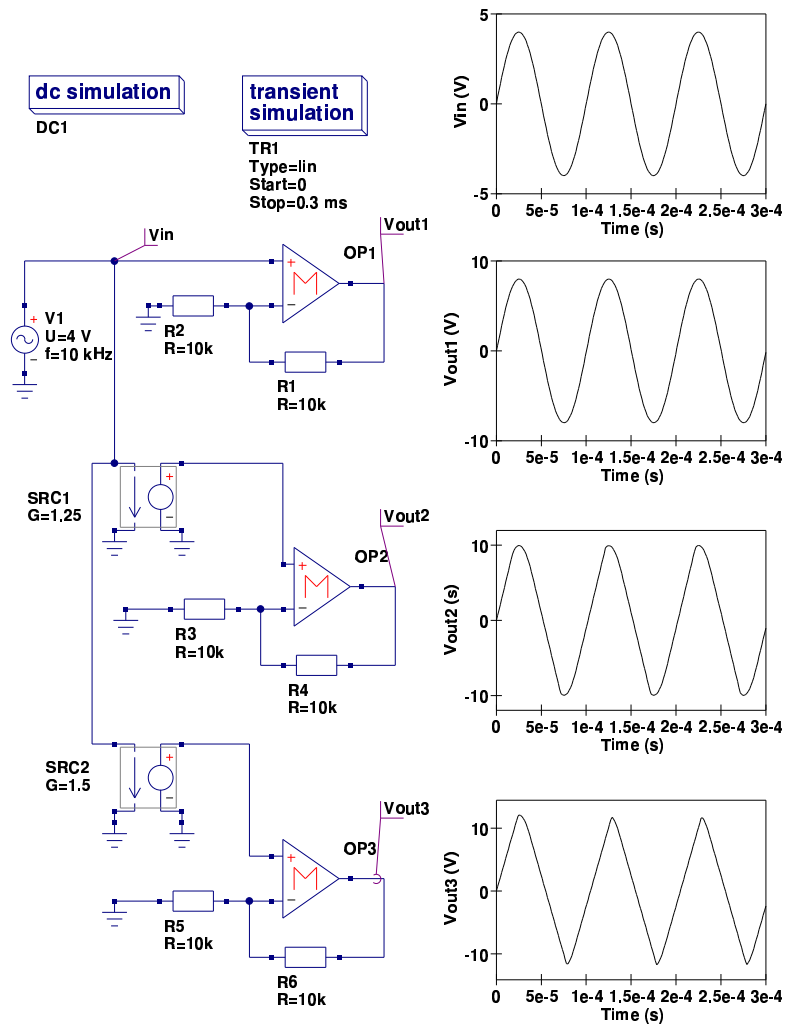 dc simulation
DC1
transient
simulation
TR1
Type=lin
Start=0
Stop=0.3 ms
Vin
V1
U=4 V
f=10 kHz
+
−
OP1
Vout1
+
−
R2
R=10k
R1
R=10k
SRC1
G=1.25
+
−
OP2
Vout2
+
−
R3
R=10k
R4
R=10k
SRC2
G=1.5
+
−
OP3
Vout3
+
−
R5
R=10k
R6
R=10k
Vin (V)
5
0
-5
0 5e-5 1e-4 1.5e-4 2e-4 2.5e-4 3e-4
Time (s)
Vout1 (V)
10
0
-10
0 5e-5 1e-4 1.5e-4 2e-4 2.5e-4 3e-4
Time (s)
Vout2 (s)
10
0
-10
0 5e-5 1e-4 1.5e-4 2e-4 2.5e-4 3e-4
Time (s)
Vout3 (V)
10
0
-10
0 5e-5 1e-4 1.5e-4 2e-4 2.5e-4 3e-4
Time (s)